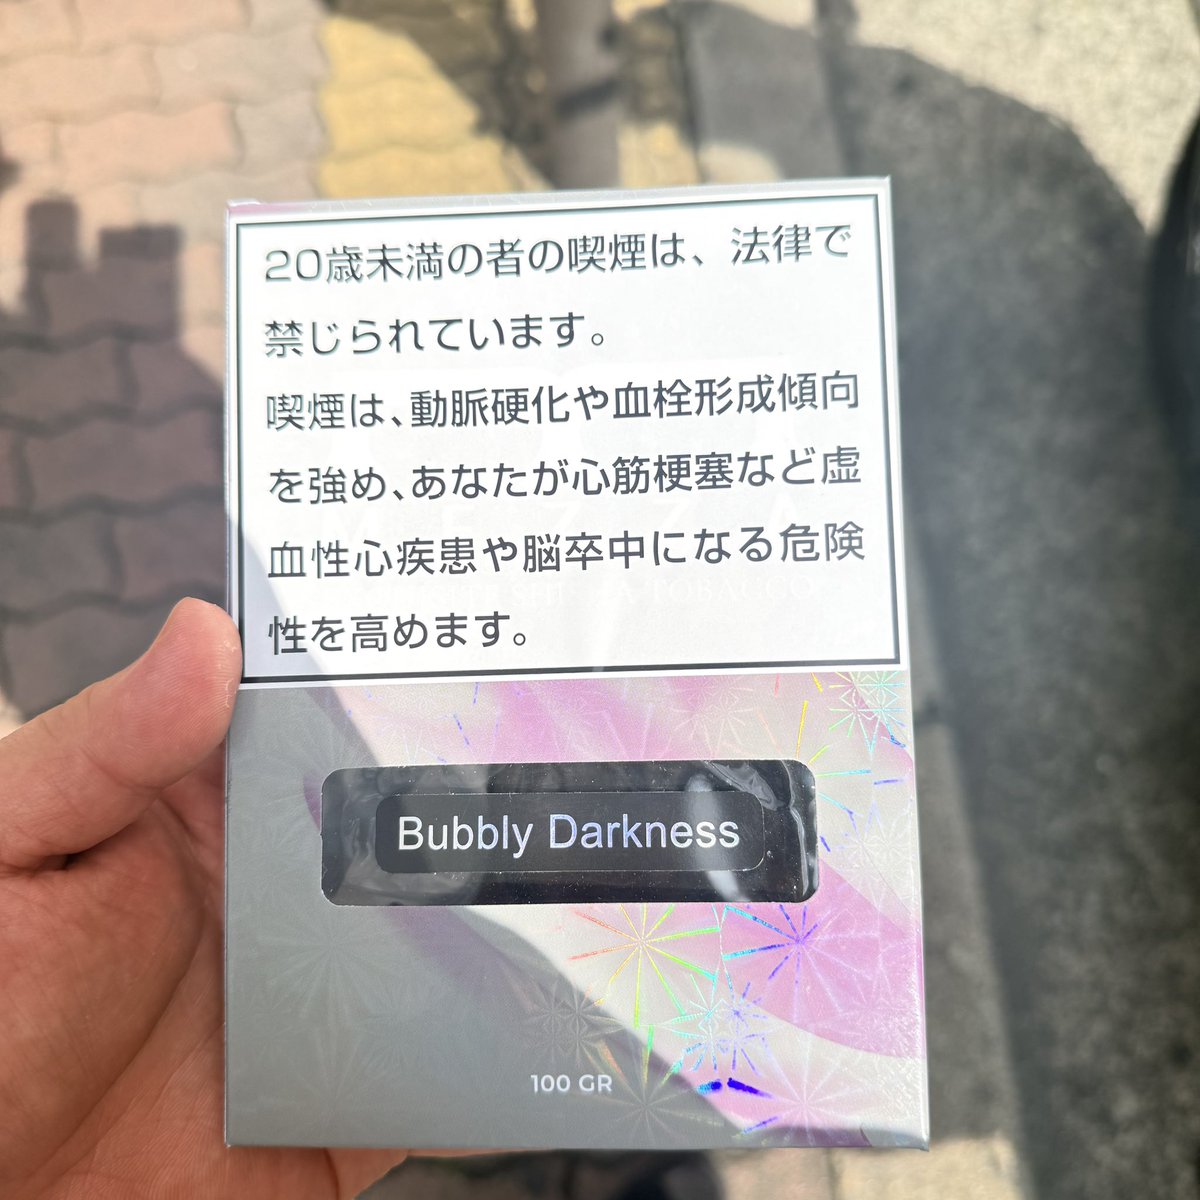 20歳未満の者の喫煙は、法律で
禁じられています。
喫煙は、動脈硬化や血栓形成傾向
を強め、あなたが心筋梗塞など虚
血性心疾患や脳卒中になる危険
性を高めます。
Bubbly Darkness
100 GR